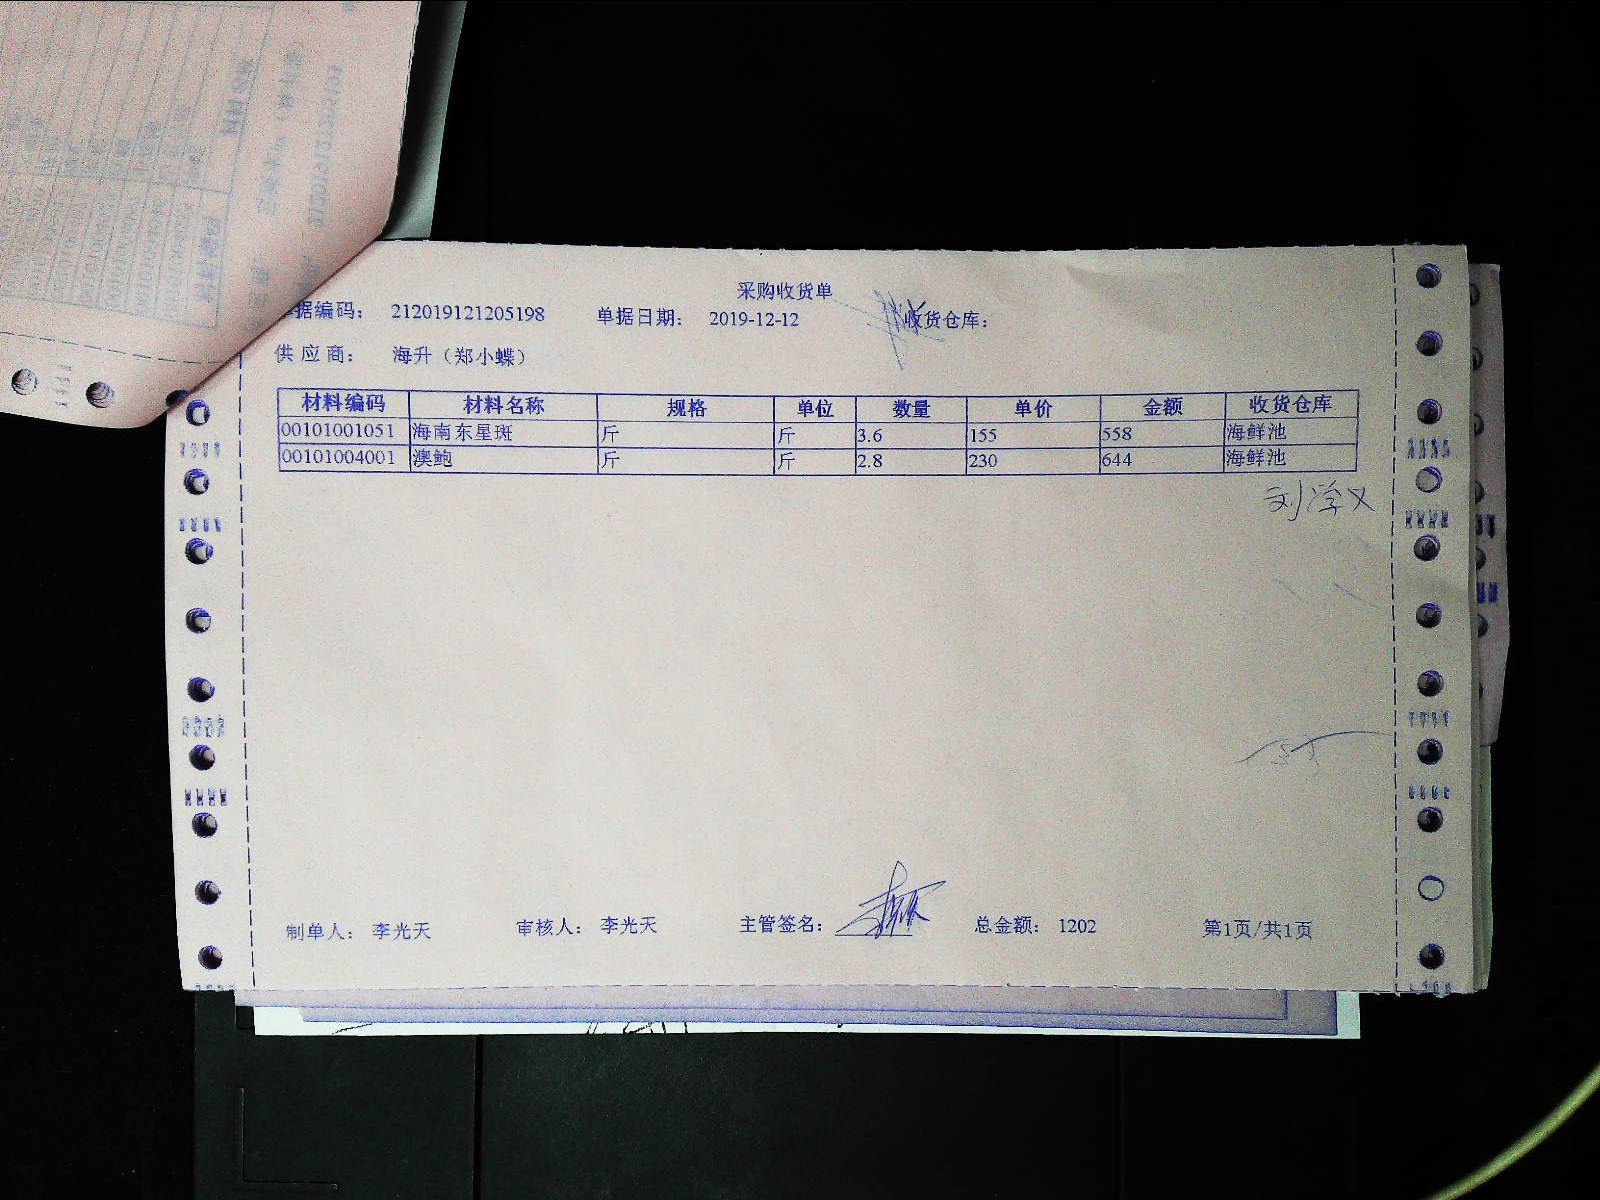 采购收货单
据编码： 212019121205198 单据日期： 2019-12-12 收货仓库：
供应商： 海升（郑小蝶）
材料编码 材料名称 规格 单位 数量 单价 金额 收货仓库
00101001051 海南东星斑 斤 斤 3.6 155 558 海鲜池
00101004001 澳鲍 斤 斤 2.8 230 644 海鲜池
刘学义
制单人： 李光天 审核人： 李光天 主管签名： 总金额： 1202 第1页/共1页